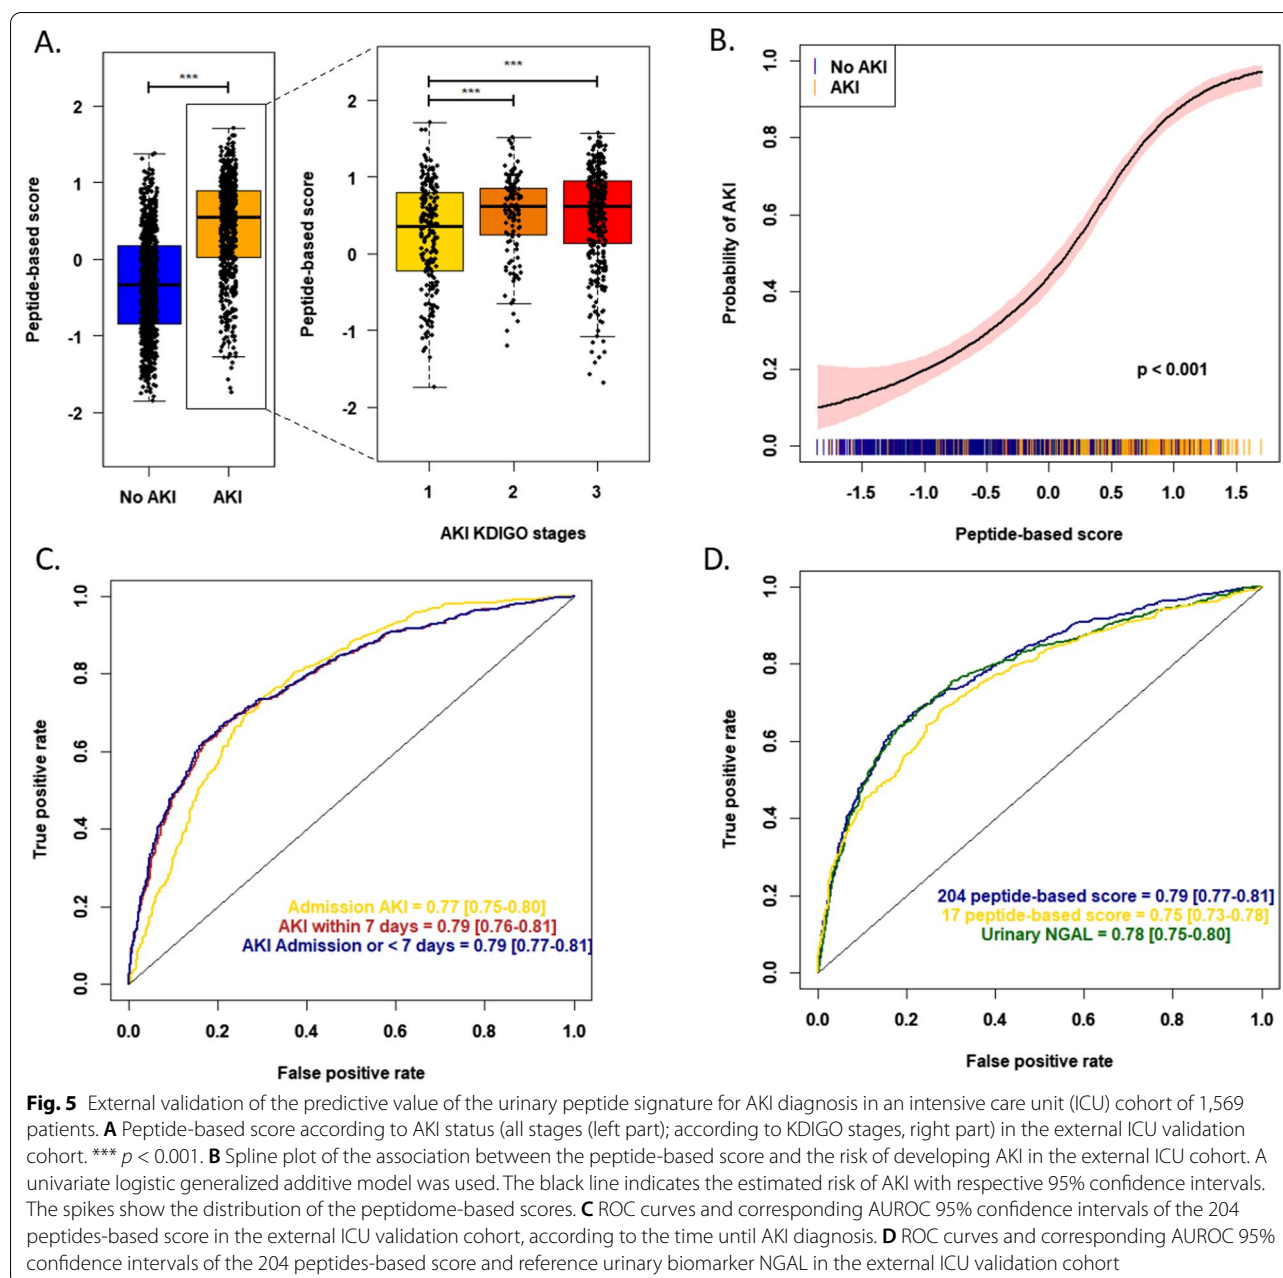 A.
***
Peptide-based score
2
1
0
-1
-2
No AKI
AKI
***
***
Peptide-based score
2
1
0
-1
-2
1
2
3
AKI KDIGO stages
B.
No AKI
AKI
Probability of AKI
1.0
0.8
0.6
0.4
0.2
0.0
p < 0.001
-1.5
-1.0
-0.5
0.0
0.5
1.0
1.5
Peptide-based score
C.
True positive rate
1.0
0.8
0.6
0.4
0.2
0.0
Admission AKI = 0.77 [0.75-0.80]
AKI within 7 days = 0.79 [0.76-0.81]
AKI Admission or < 7 days = 0.79 [0.77-0.81]
0.0
0.2
0.4
0.6
0.8
1.0
False positive rate
D.
True positive rate
1.0
0.8
0.6
0.4
0.2
0.0
204 peptide-based score = 0.79 [0.77-0.81]
17 peptide-based score = 0.75 [0.73-0.78]
Urinary NGAL = 0.78 [0.75-0.80]
0.0
0.2
0.4
0.6
0.8
1.0
False positive rate
Fig. 5 External validation of the predictive value of the urinary peptide signature for AKI diagnosis in an intensive care unit (ICU) cohort of 1,569
patients. A Peptide-based score according to AKI status (all stages (left part); according to KDIGO stages, right part) in the external ICU validation
cohort. *** p < 0.001. B Spline plot of the association between the peptide-based score and the risk of developing AKI in the external ICU cohort. A
univariate logistic generalized additive model was used. The black line indicates the estimated risk of AKI with respective 95% confidence intervals.
The spikes show the distribution of the peptidome-based scores. C ROC curves and corresponding AUROC 95% confidence intervals of the 204
peptides-based score in the external ICU validation cohort, according to the time until AKI diagnosis. D ROC curves and corresponding AUROC 95%
confidence intervals of the 204 peptides-based score and reference urinary biomarker NGAL in the external ICU validation cohort